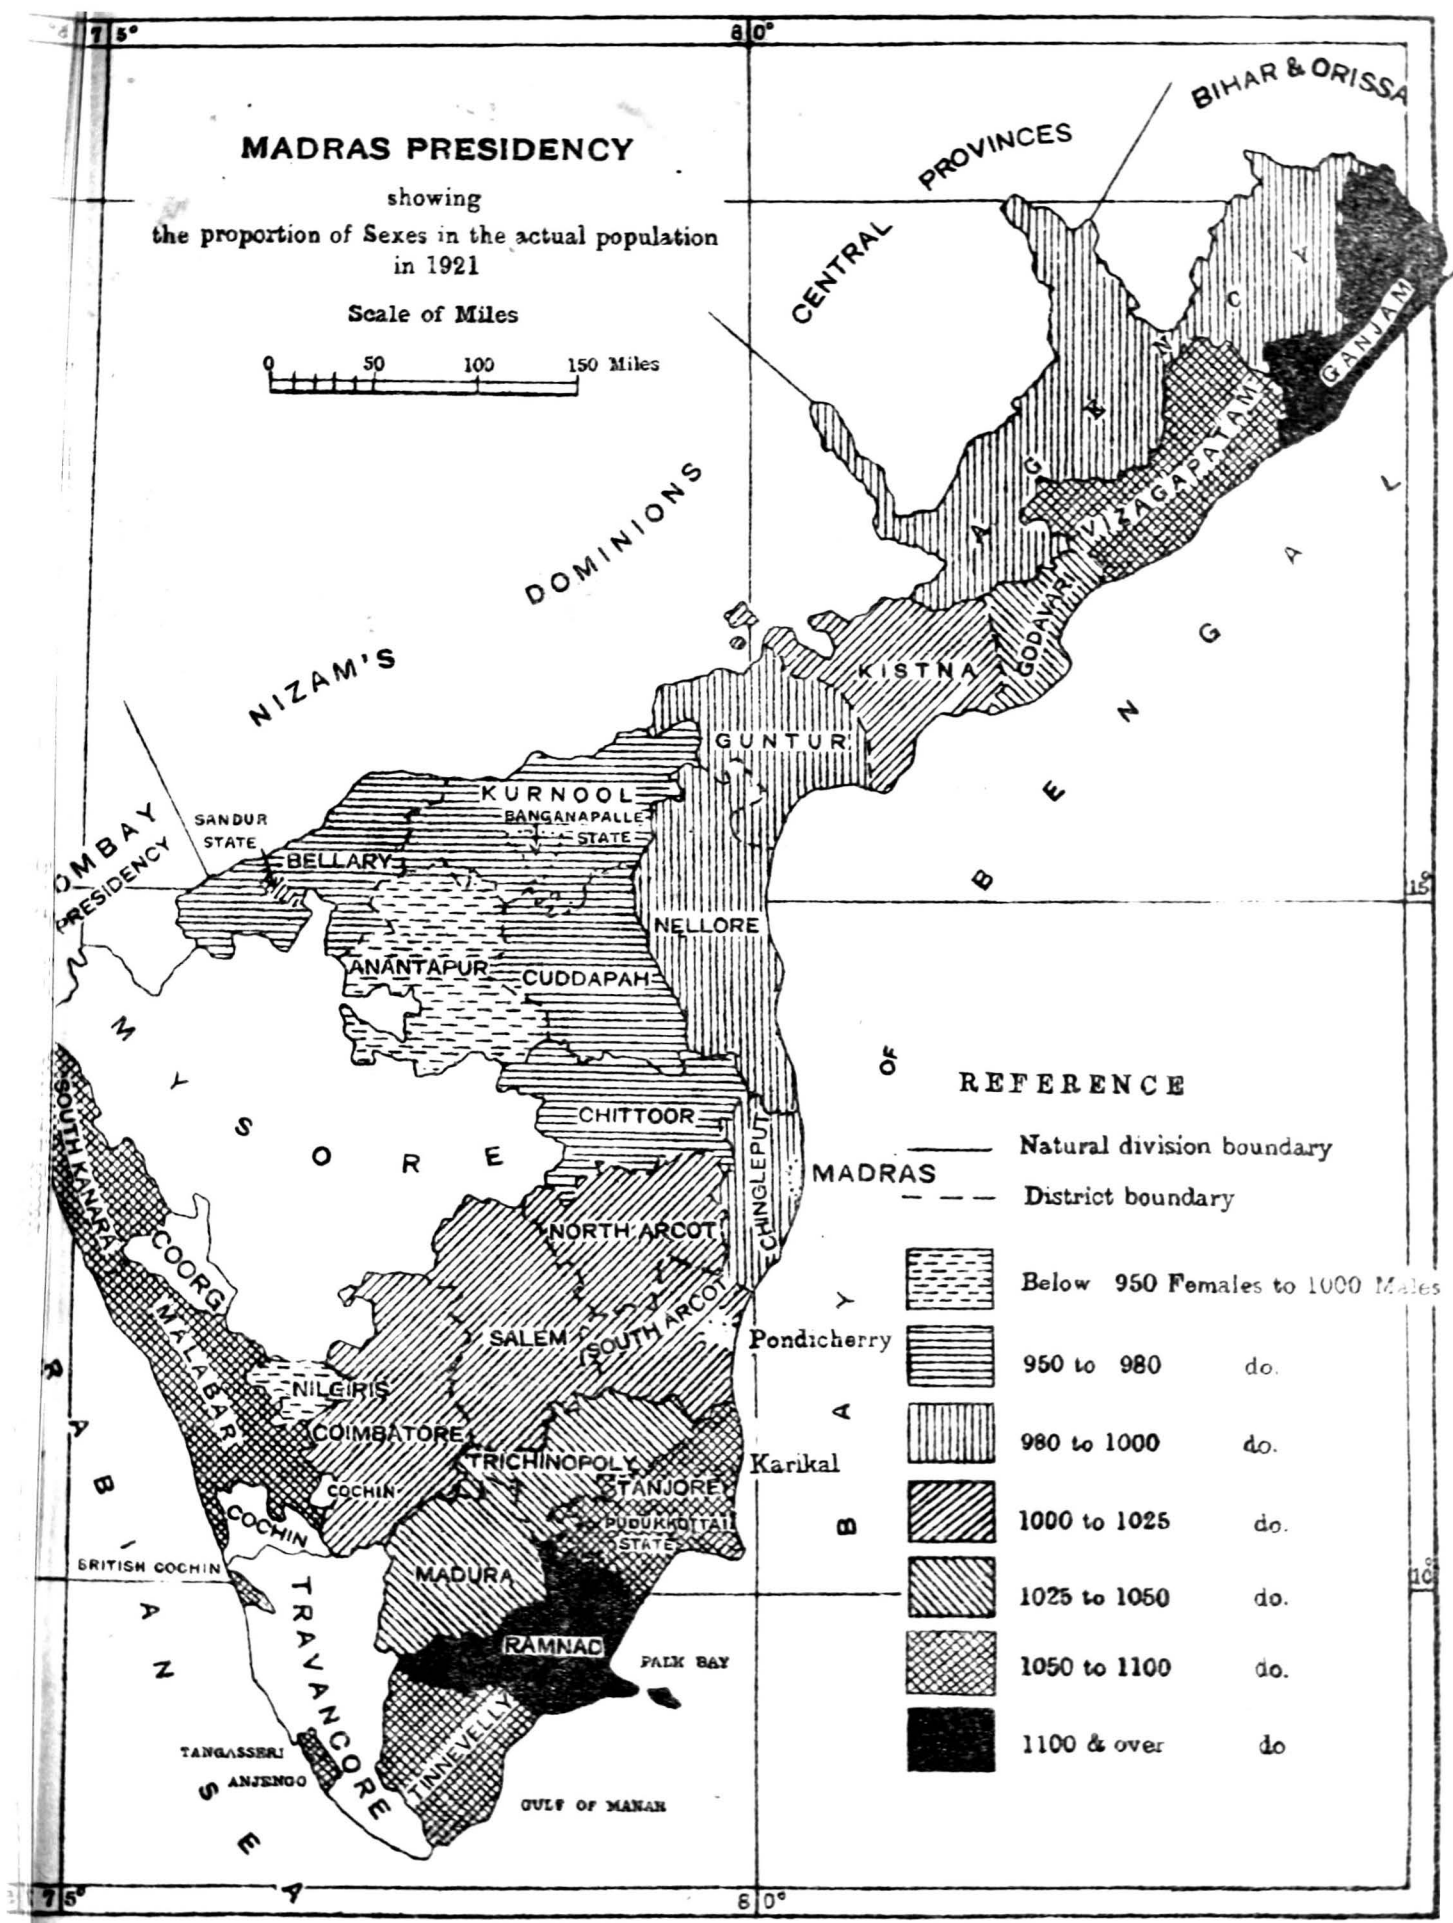 75°
80°
BIHAR & ORISSA
MADRAS PRESIDENCY
showing
the proportion of Sexes in the actual population
in 1921
Scale of Miles
0 50 100 150 Miles
CENTRAL PROVINCES
GANJAM
AGENCY
VIZAGAPATAM
NIZAM'S DOMINIONS
GODAVARI
KISTNA
GUNTUR
KURNOOL
BANGANAPALLE
STATE
SANDUR
STATE
BELLARY
OMBAY
PRESIDENCY
15°
NELLORE
ANANTAPUR
CUDDAPAH
MYSORE
BAY OF BENGAL
SOUTH KANARA
CHITTOOR
CHINGLEPUT
MADRAS
NORTH ARCOT
COORG
MALABAR
SALEM
SOUTH ARCOT
Pondicherry
NILGIRIS
COIMBATORE
TRICHINOPOLY
Karikal
COCHIN
TANJORE
COCHIN
PUDUKKOTTAI
STATE
BRITISH COCHIN
MADURA
10°
TRAVANCORE
RAMNAD
PALK BAY
TINNEVELLY
TANGASSERI
ANJENGO
GULF OF MANAR
ARABIAN SEA
REFERENCE
Natural division boundary
District boundary
Below 950 Females to 1000 Males
950 to 980 do.
980 to 1000 do.
1000 to 1025 do.
1025 to 1050 do.
1050 to 1100 do.
1100 & over do
75°
80°